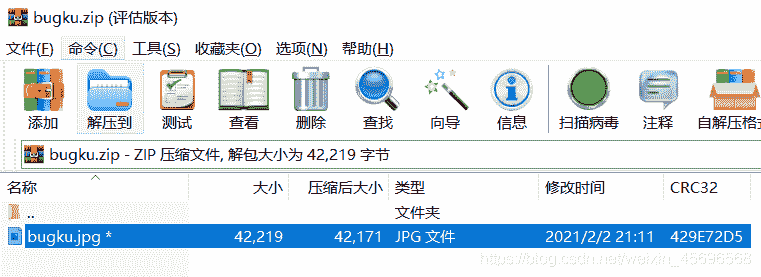 bugku.zip (评估版本)
文件(F) 命令(C) 工具(S) 收藏夹(O) 选项(N) 帮助(H)
添加 解压到 测试 查看 删除 查找 向导 信息 扫描病毒 注释 自解压格式
bugku.zip - ZIP 压缩文件, 解包大小为 42,219 字节
名称 大小 压缩后大小 类型 修改时间 CRC32
.. 文件夹
bugku.jpg * 42,219 42,171 JPG 文件 2021/2/2 21:11 429E72D5
https://blog.csdn.net/weixin_45696568